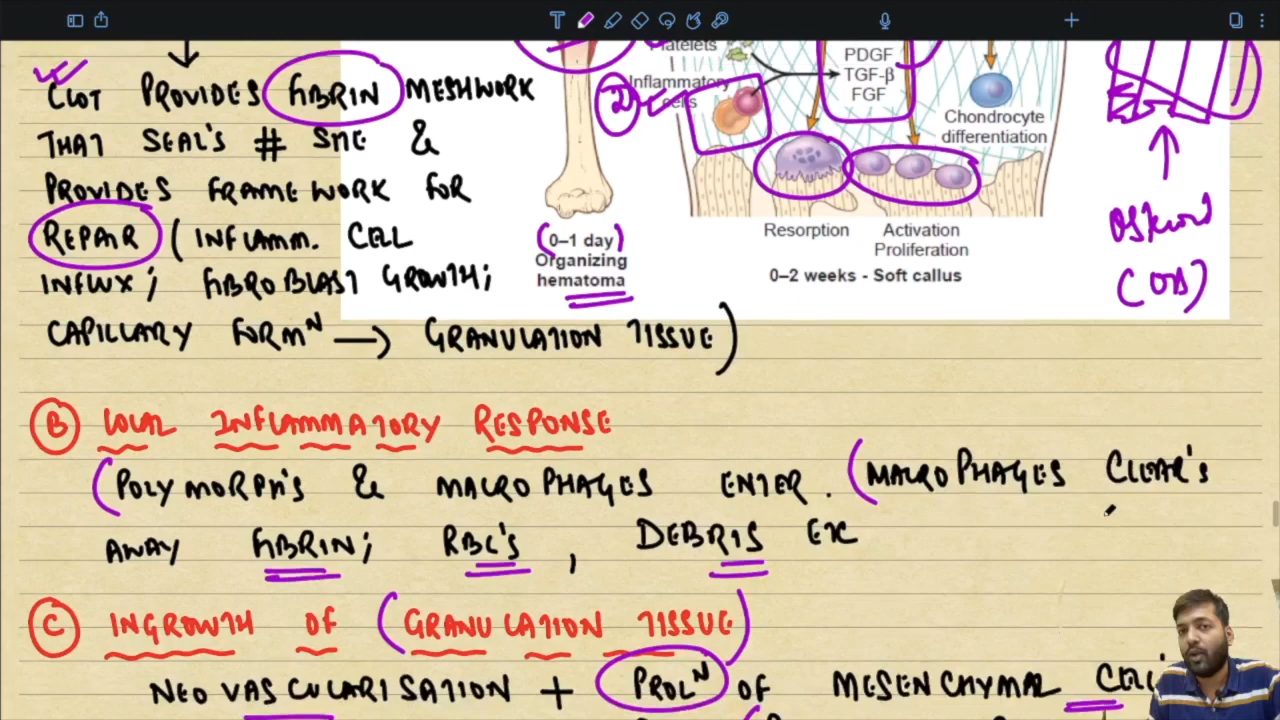 CLOT PROVIDES FIBRIN MESHWORK
THAT SEAL'S # SITE &
PROVIDES FRAMEWORK FOR
REPAIR ( INFLAMM. CELL
INFLUX; FIBROBLAST GROWTH;
CAPILLARY FORMᴺ → GRANULATION TISSUE )
Platelets
Inflammatory
cells
2
PDGF
TGF-β
FGF
Chondrocyte
differentiation
0–1 day
Organizing
hematoma
Resorption
Activation
Proliferation
0–2 weeks - Soft callus
(OB)
B LOCAL INFLAMMATORY RESPONSE
(POLYMORPH'S & MACROPHAGES ENTER. (MACROPHAGES CLEAR'S
AWAY FIBRIN; RBC'S , DEBRIS ETC
C INGROWTH OF (GRANULATION TISSUE)
NEOVASCULARISATION + PROLᴺ OF MESENCHYMAL